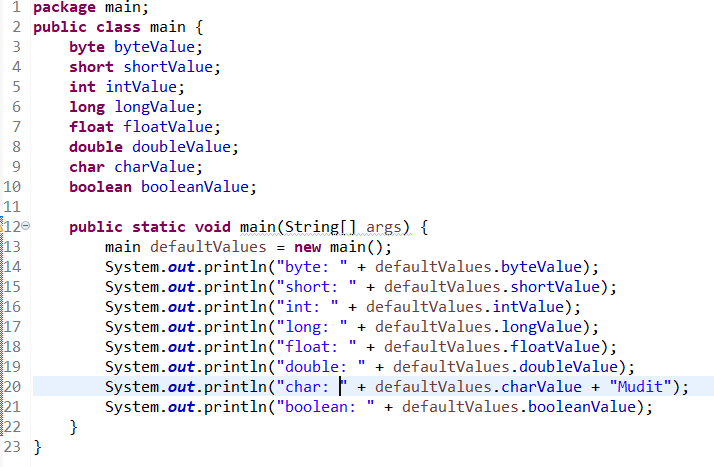 1 package main;
2 public class main {
3     byte byteValue;
4     short shortValue;
5     int intValue;
6     long longValue;
7     float floatValue;
8     double doubleValue;
9     char charValue;
10     boolean booleanValue;
11
12     public static void main(String[] args) {
13         main defaultValues = new main();
14         System.out.println("byte: " + defaultValues.byteValue);
15         System.out.println("short: " + defaultValues.shortValue);
16         System.out.println("int: " + defaultValues.intValue);
17         System.out.println("long: " + defaultValues.longValue);
18         System.out.println("float: " + defaultValues.floatValue);
19         System.out.println("double: " + defaultValues.doubleValue);
20         System.out.println("char: " + defaultValues.charValue + "Mudit");
21         System.out.println("boolean: " + defaultValues.booleanValue);
22     }
23 }